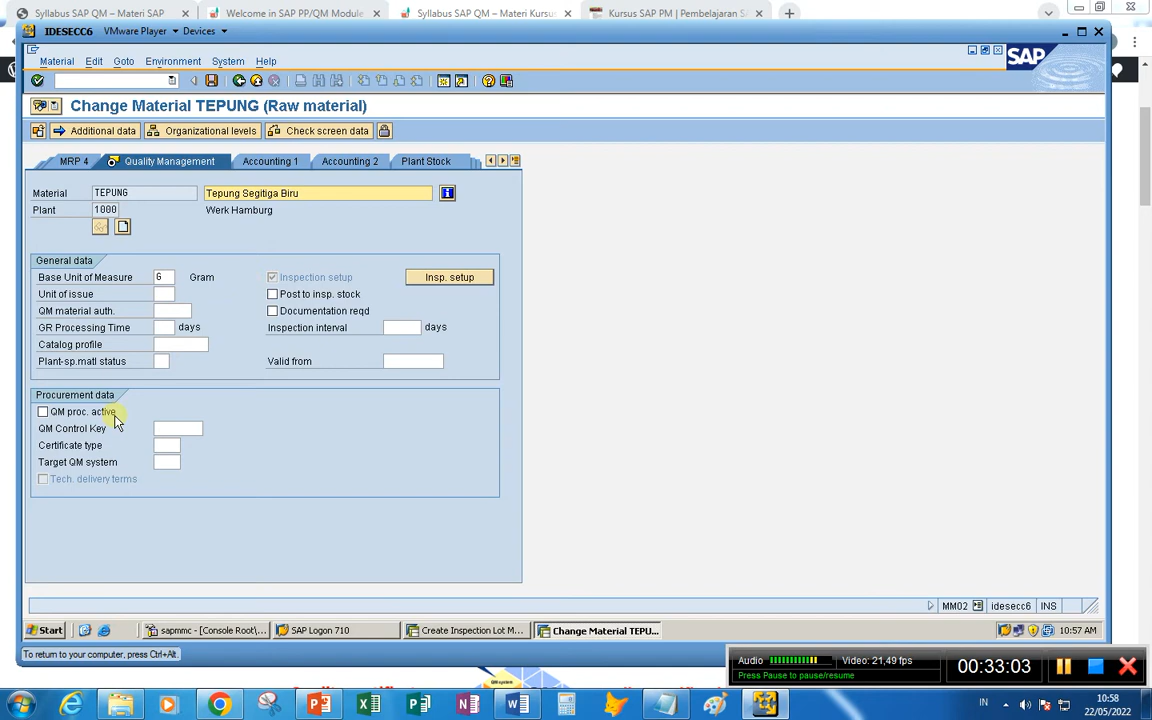 Syllabus SAP QM – Materi SAP
Welcome in SAP PP/QM Module
Syllabus SAP QM – Materi Kursus
Kursus SAP PM | Pembelajaran SA
IDESECC6 VMware Player Devices
Material Edit Goto Environment System Help
SAP
Change Material TEPUNG (Raw material)
Additional data Organizational levels Check screen data
MRP 4 Quality Management Accounting 1 Accounting 2 Plant Stock
Material TEPUNG Tepung Segitiga Biru
Plant 1000 Werk Hamburg
General data
Base Unit of Measure G Gram Inspection setup Insp. setup
Unit of issue Post to insp. stock
QM material auth. Documentation reqd
GR Processing Time days Inspection interval days
Catalog profile
Plant-sp.matl status Valid from
Procurement data
QM proc. active
QM Control Key
Certificate type
Target QM system
Tech. delivery terms
MM02 idesecc6 INS
Start sapmmc - [Console Root\... SAP Logon 710 Create Inspection Lot M... Change Material TEPU... 10:57 AM
To return to your computer, press Ctrl+Alt.
Audio Video: 21,49 fps
Press Pause to pause/resume
00:33:03
QM system
IN 10:58
22/05/2022